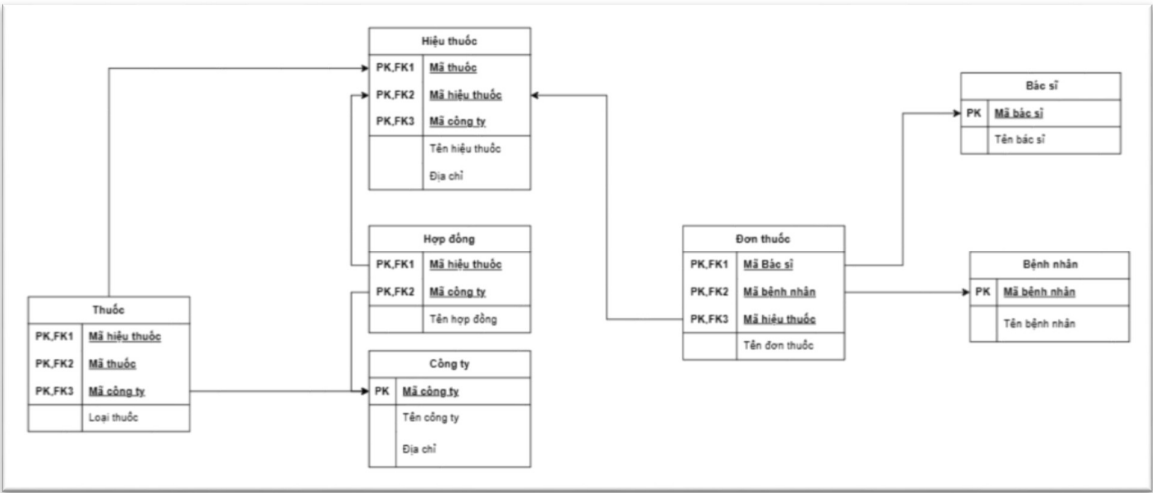 Hiệu thuốc
PK,FK1 Mã thuốc
PK,FK2 Mã hiệu thuốc
PK,FK3 Mã công ty
Tên hiệu thuốc
Địa chỉ
Bác sĩ
PK Mã bác sĩ
Tên bác sĩ
Hợp đồng
PK,FK1 Mã hiệu thuốc
PK,FK2 Mã công ty
Tên hợp đồng
Đơn thuốc
PK,FK1 Mã Bác sĩ
PK,FK2 Mã bệnh nhân
PK,FK3 Mã hiệu thuốc
Tên đơn thuốc
Bệnh nhân
PK Mã bệnh nhân
Tên bệnh nhân
Thuốc
PK,FK1 Mã hiệu thuốc
PK,FK2 Mã thuốc
PK,FK3 Mã công ty
Loại thuốc
Công ty
PK Mã công ty
Tên công ty
Địa chỉ